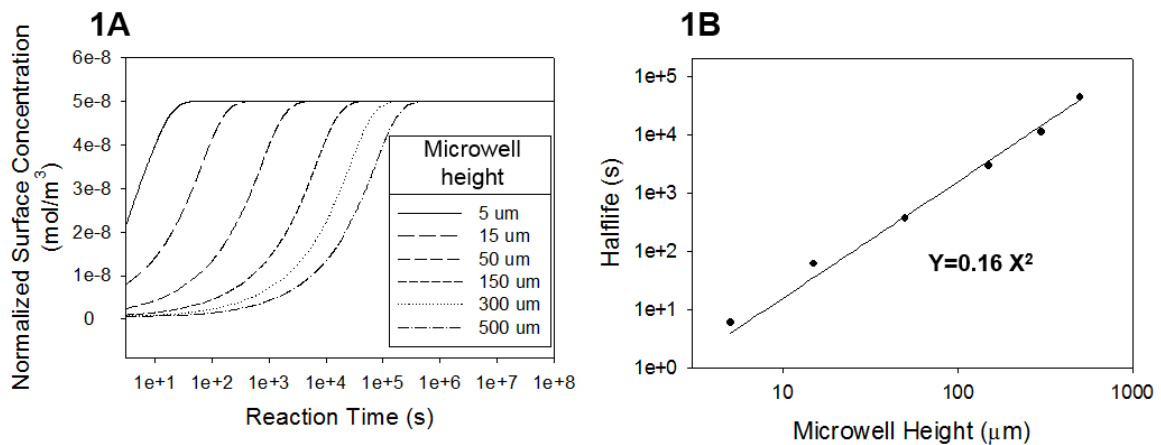 1A
Normalized Surface Concentration
(mol/m³)
6e-8
5e-8
4e-8
3e-8
2e-8
1e-8
0
Microwell
height
5 um
15 um
50 um
150 um
300 um
500 um
1e+1 1e+2 1e+3 1e+4 1e+5 1e+6 1e+7 1e+8
Reaction Time (s)
1B
Halflife (s)
1e+5
1e+4
1e+3
1e+2
1e+1
1e+0
Y=0.16 X²
10 100 1000
Microwell Height (μm)